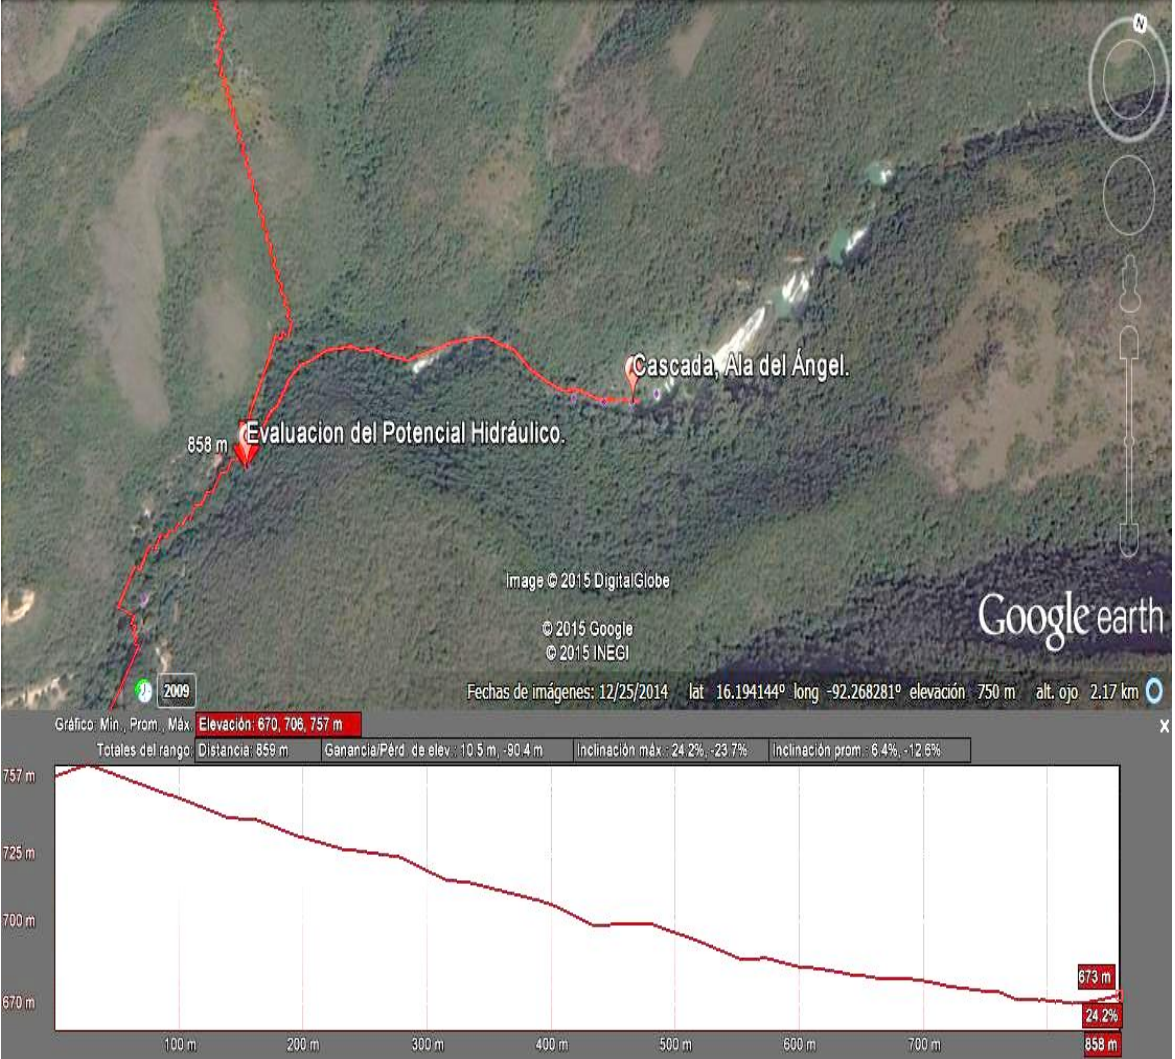 N
Cascada, Ala del Ángel.
858 m
Evaluacion del Potencial Hidráulico.
Image © 2015 DigitalGlobe
© 2015 Google
© 2015 INEGI
Google earth
2009
Fechas de imágenes: 12/25/2014 lat 16.194144° long -92.268281° elevación 750 m alt. ojo 2.17 km
Gráfico: Mín., Prom., Máx. Elevación: 670, 706, 757 m
X
Totales del rango: Distancia: 859 m Ganancia/Pérd. de elev.: 10.5 m, -90.4 m Inclinación máx.: 24.2%, -23.7% Inclinación prom.: 6.4%, -12.6%
757 m
725 m
700 m
670 m
673 m
24.2%
100 m 200 m 300 m 400 m 500 m 600 m 700 m 858 m